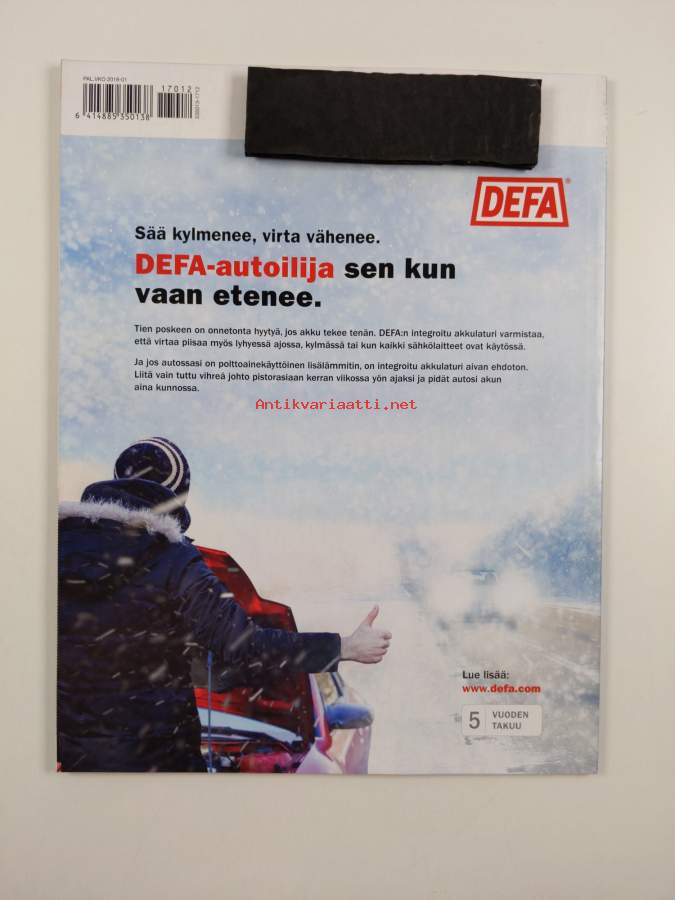 PAL.VKO 2018-01
17012
6 414885 350138
DEFA®
Sää kylmenee, virta vähenee.
DEFA-autoilija sen kun
vaan etenee.
Tien poskeen on onnetonta hyytyä, jos akku tekee tenän. DEFA:n integroitu akkulaturi varmistaa,
että virtaa piisaa myös lyhyessä ajossa, kylmässä tai kun kaikki sähkölaitteet ovat käytössä.
Ja jos autossasi on polttoainekäyttöinen lisälämmitin, on integroitu akkulaturi aivan ehdoton.
Liitä vain tuttu vihreä johto pistorasiaan kerran viikossa yön ajaksi ja pidät autosi akun
aina kunnossa.
Antikvariaatti.net
Lue lisää:
www.defa.com
5 VUODEN
TAKUU